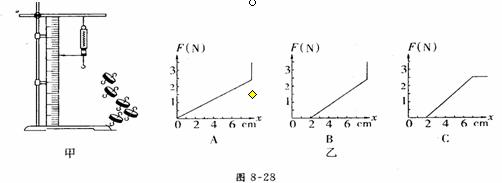 F(N) F(N) F(N)
3 3 3
2 2 2
1 1 1
0 2 4 6 cm x 0 2 4 6 cm x 0 2 4 6 cm x
A B C
甲 乙
图 8-28